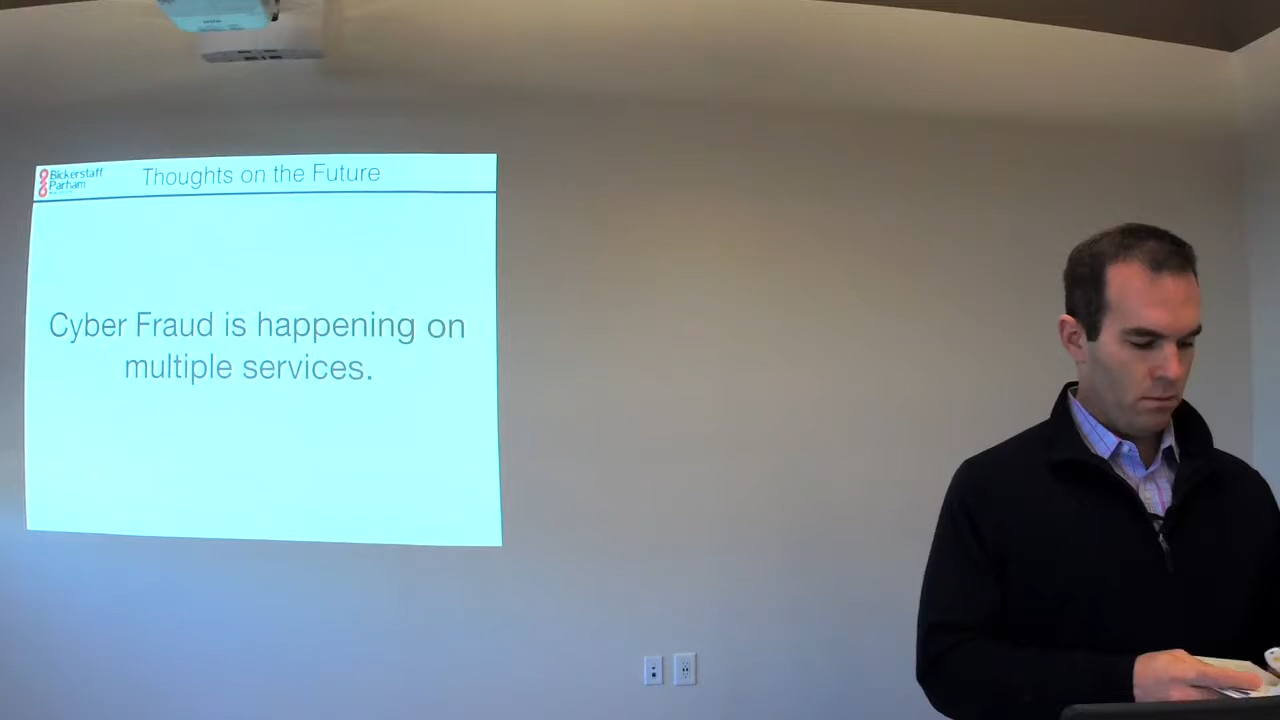 Bickerstaff
Parham
Thoughts on the Future
Cyber Fraud is happening on
multiple services.